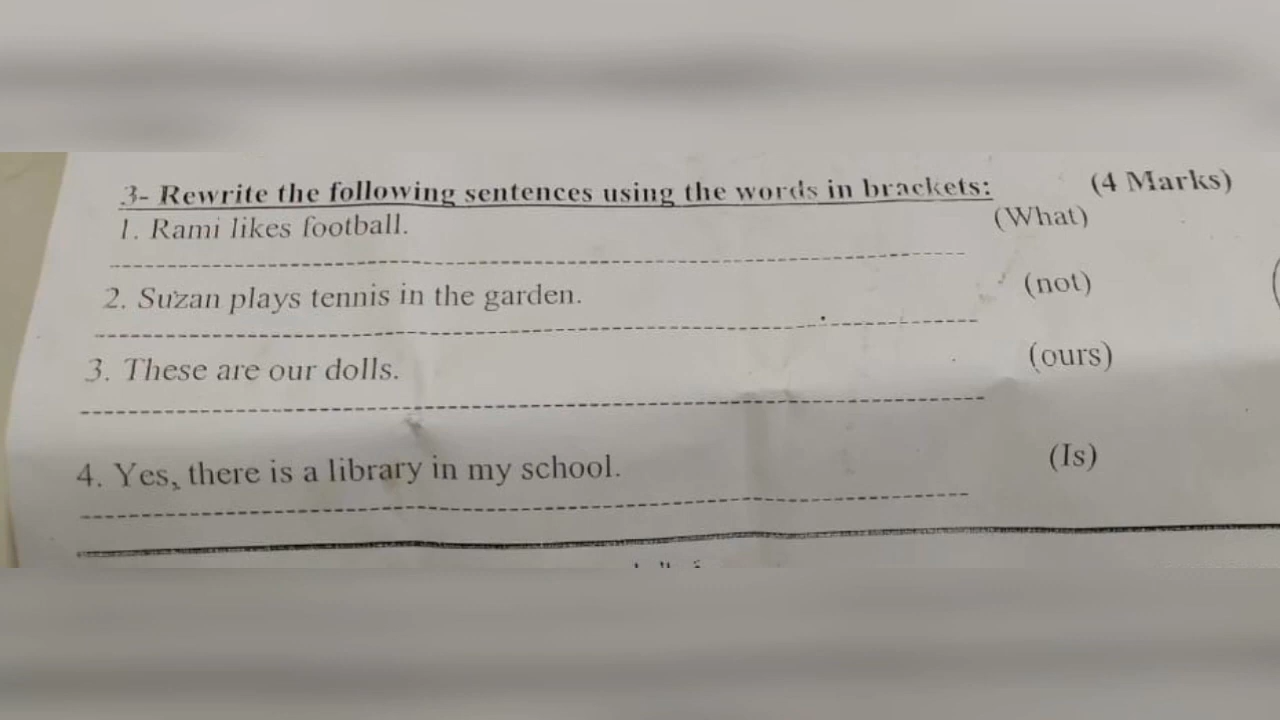 3- Rewrite the following sentences using the words in brackets: (4 Marks)
1. Rami likes football. (What)
2. Suzan plays tennis in the garden. (not)
3. These are our dolls. (ours)
4. Yes, there is a library in my school. (Is)